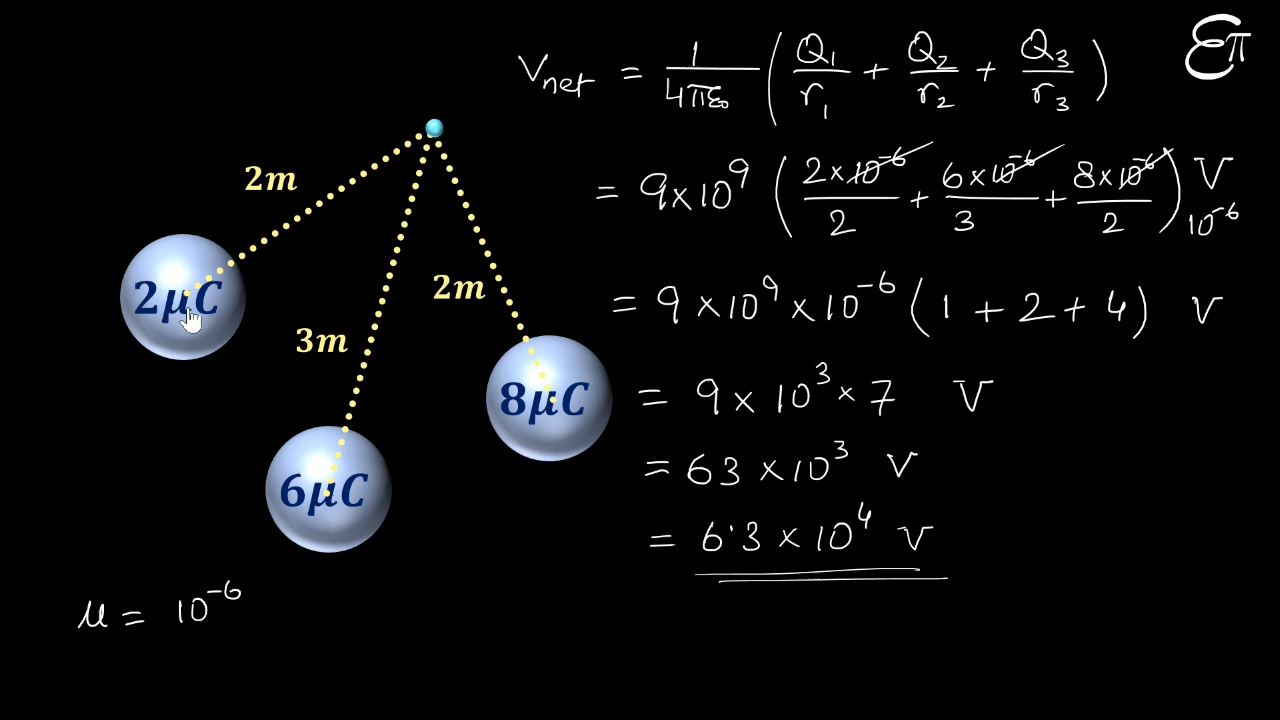 Vnet = 1/4πε₀ (Q₁/r₁ + Q₂/r₂ + Q₃/r₃)
επ
= 9×10⁹ (2×10⁻⁶/2 + 6×10⁻⁶/3 + 8×10⁻⁶/2) V
10⁻⁶
= 9×10⁹×10⁻⁶ (1 + 2 + 4) V
= 9×10³×7 V
= 63×10³ V
= 6·3×10⁴ V
2m
3m
2m
2μC
6μC
8μC
μ = 10⁻⁶